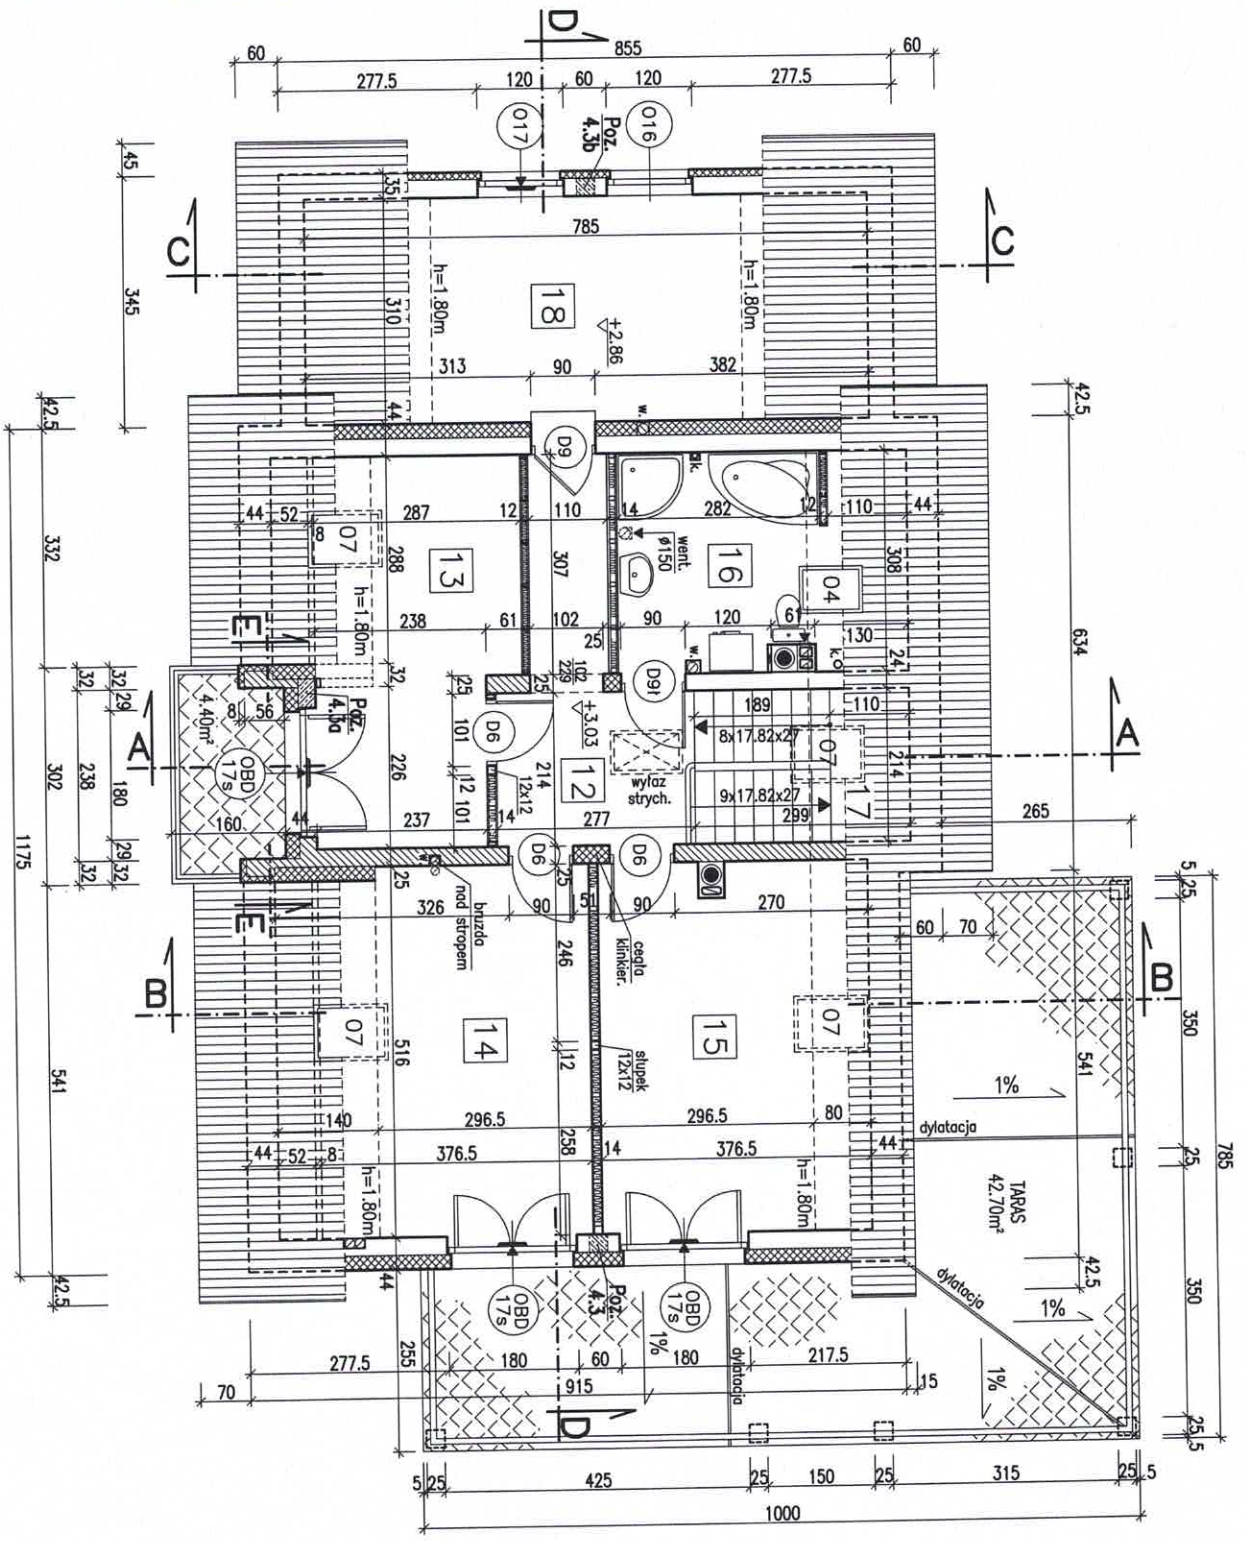 D
60
855
60
277.5
120
60
120
277.5
O17
Poz.
4.3b
O16
45
35
C
C
785
h=1.80m
h=1.80m
345
310
18
+2.86
313
90
382
42.5
44
w.
42.5
D9
k.
44
52
287
12
110
14
282
12
110
44
8
07
288
13
307
went.
ø150
16
04
308
332
h=1.80m
634
238
61
102
25
90
120
61
130
E
102
229
w.
k.
24
32
32
29
32
25
25
D9t
8
56
Poz.
4.3a
4.40m²
+3.03
189
110
A
A
D6
101
8x17.82x27
OBD
17s
226
214
12
07
214
302
238
180
12
12x12
wyłaz
strych.
9x17.82x27
17
101
160
44
237
14
277
299
265
29
32
32
D6
D6
5
25
25
25
bruzda
nad stropem
326
90
51
90
270
60
70
E
cegła
klinkier.
246
B
B
07
14
15
07
350
516
12
słupek
12x12
541
541
1175
1%
140
296.5
296.5
80
dylatacja
44
52
8
376.5
258
14
376.5
44
25
785
h=1.80m
h=1.80m
TARAS
42.70m²
42.5
44
42.5
dylatacja
350
OBD
17s
Poz.
4.3
OBD
17s
1%
1%
1%
255
277.5
180
60
180
217.5
dylatacja
70
915
15
D
25
5
5
25
425
25
150
25
315
25
5
1000